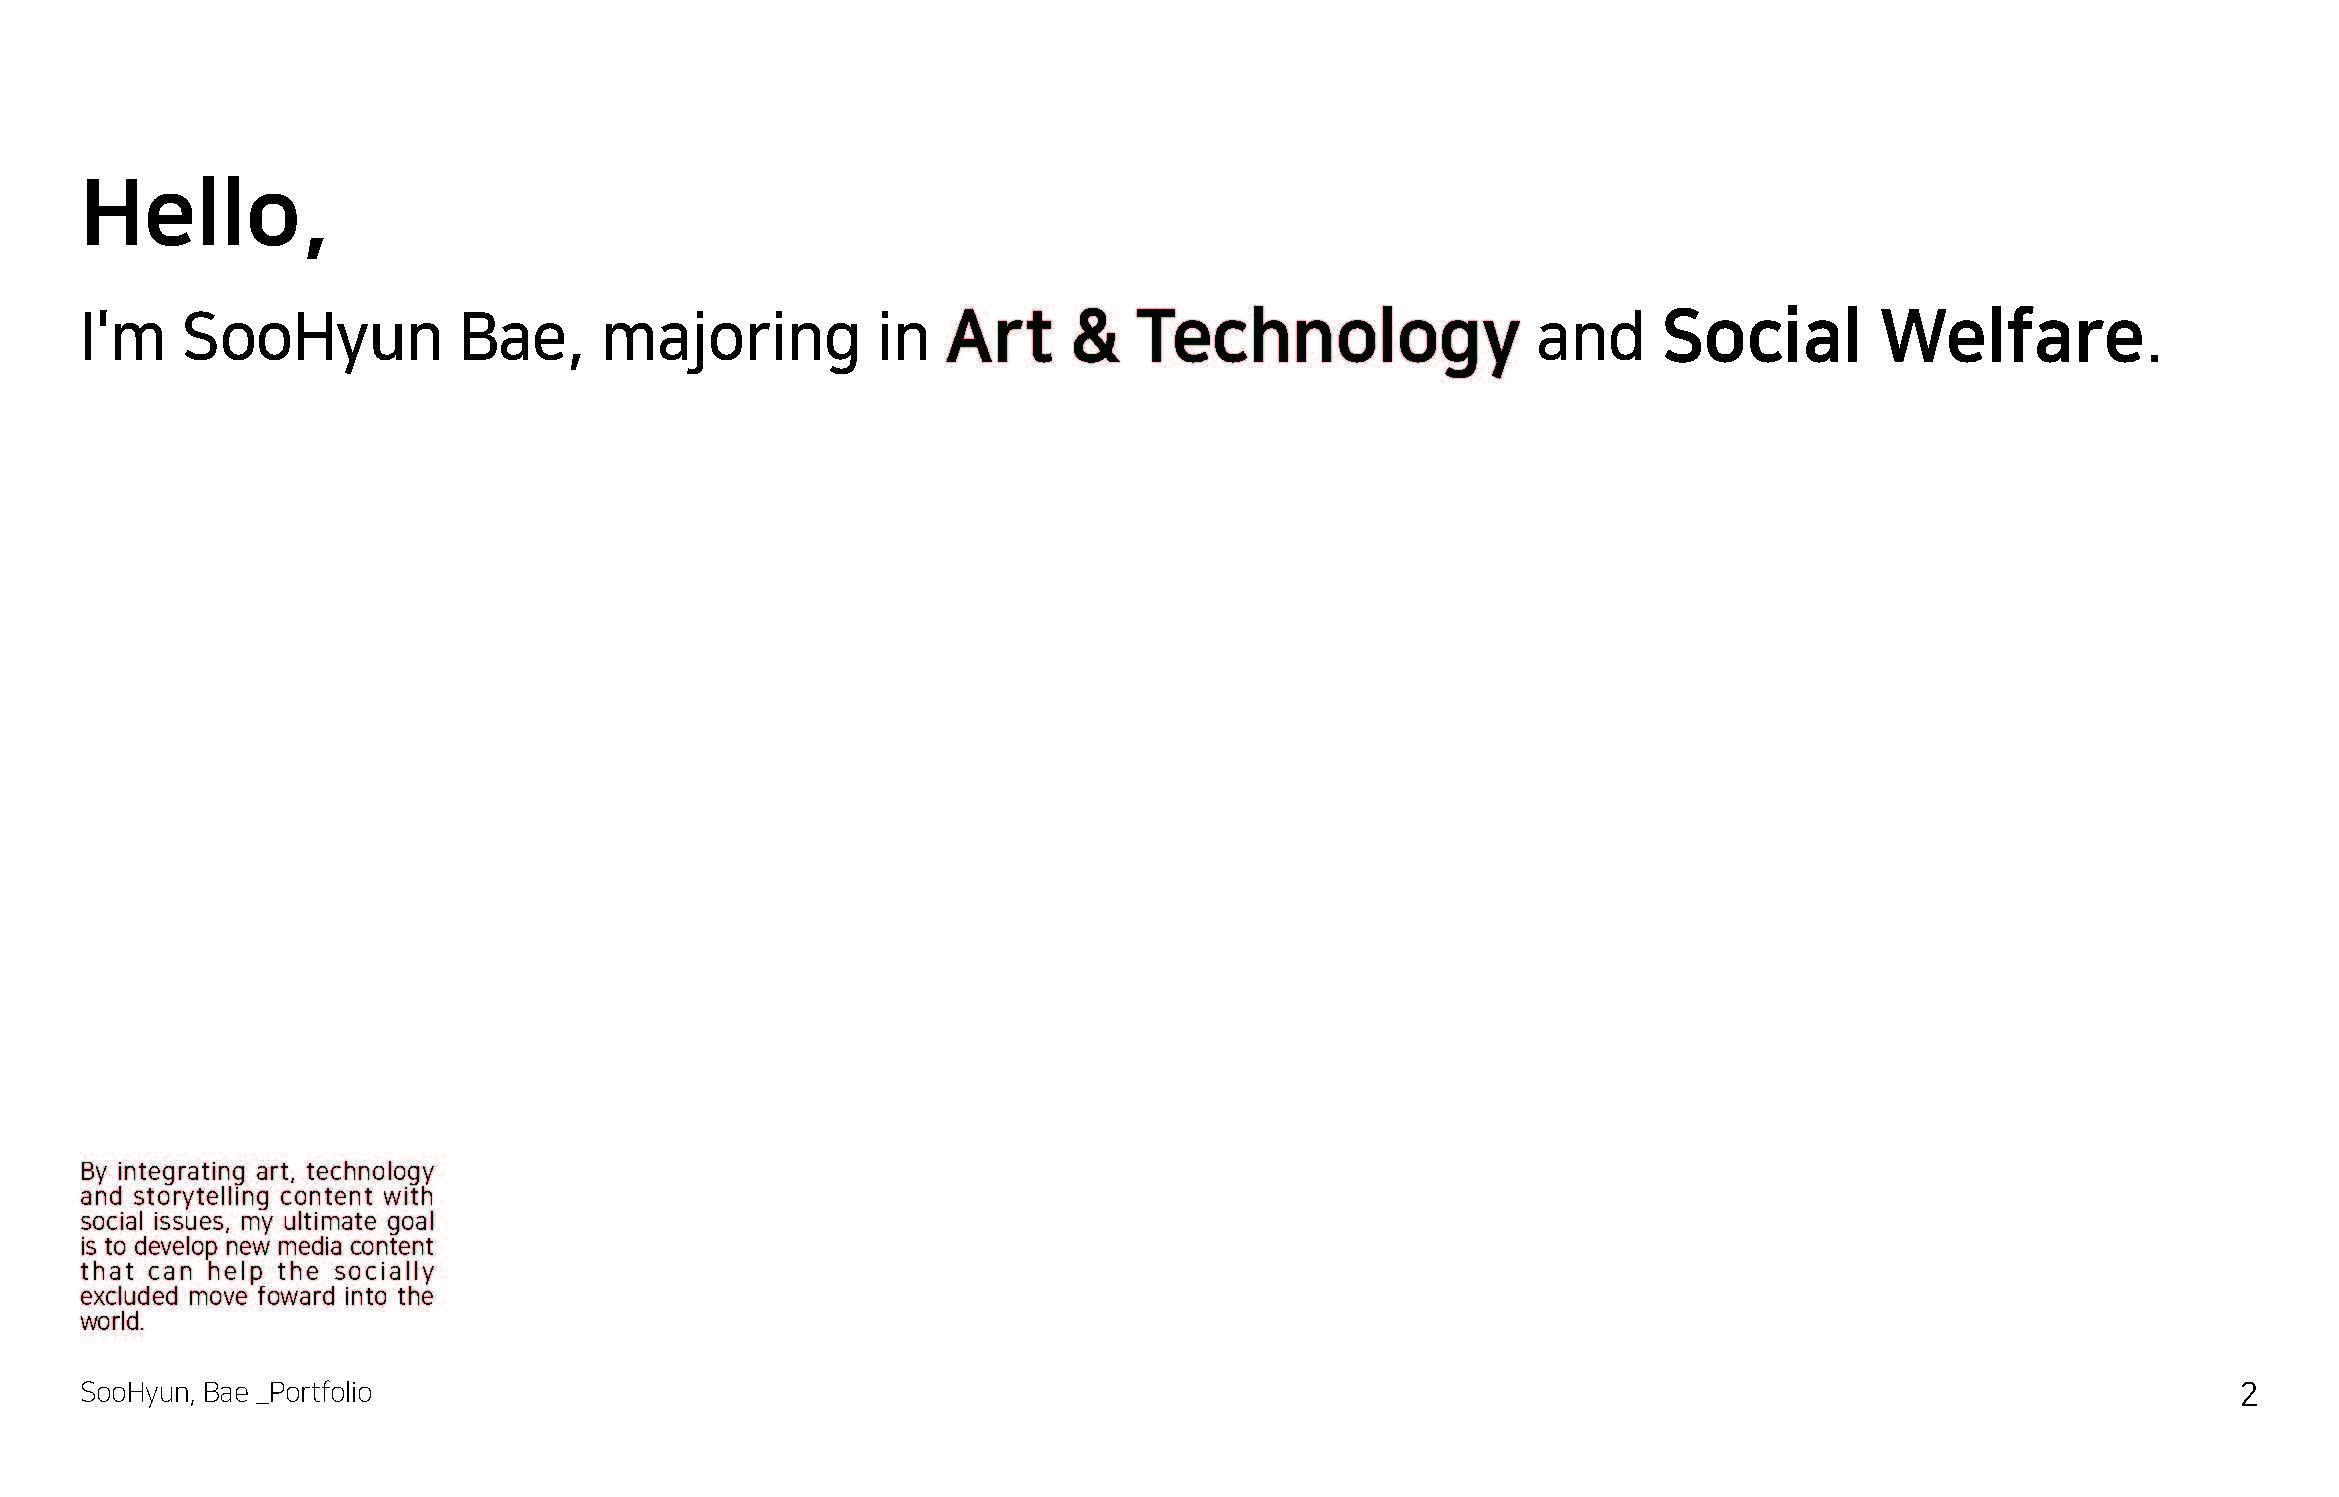 Hello,
I'm SooHyun Bae, majoring in Art & Technology and Social Welfare.
By integrating art, technology
and storytelling content with
social issues, my ultimate goal
is to develop new media content
that can help the socially
excluded move foward into the
world.
SooHyun, Bae _Portfolio
2